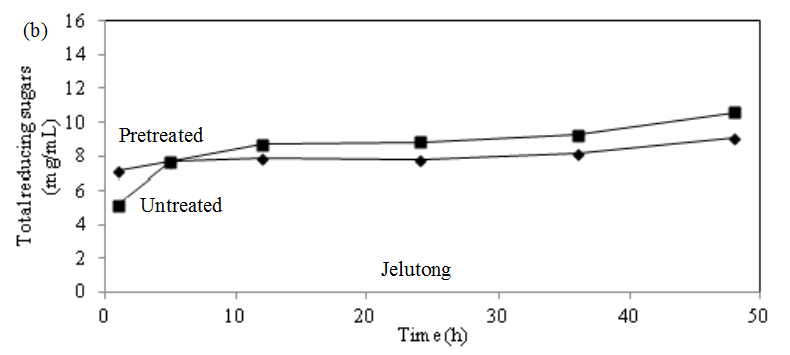 (b)
Total reducing sugars
(mg/mL)
16
14
12
10
8
6
4
2
0
Pretreated
Untreated
Jelutong
0 10 20 30 40 50
Time (h)